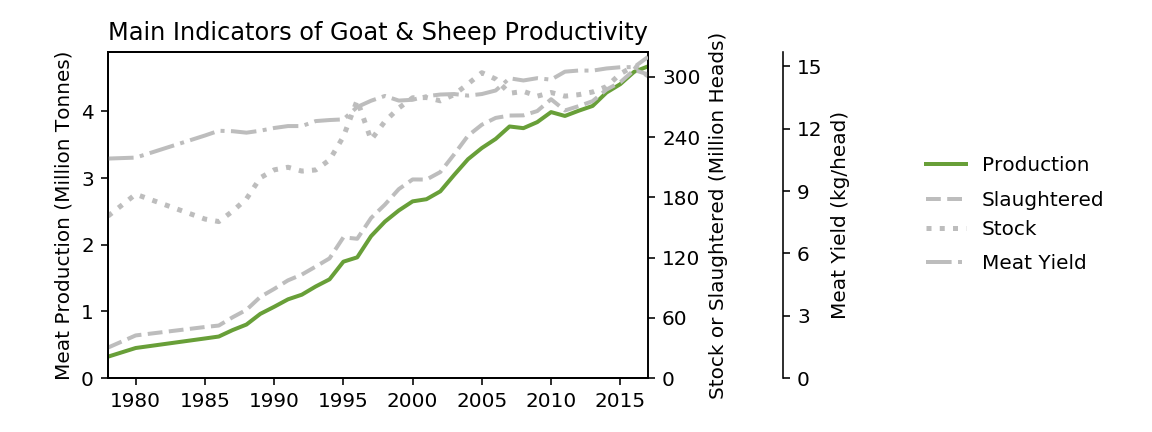 Main Indicators of Goat & Sheep Productivity
Meat Production (Million Tonnes)
4
3
2
1
0
1980 1985 1990 1995 2000 2005 2010 2015
300
240
180
120
60
0
Stock or Slaughtered (Million Heads)
15
12
9
6
3
0
Meat Yield (kg/head)
Production
Slaughtered
Stock
Meat Yield